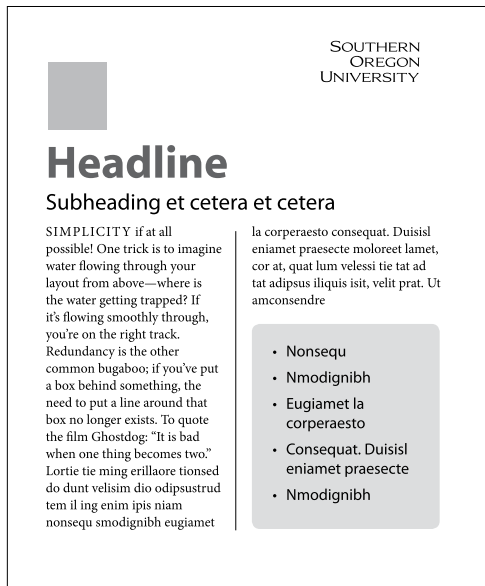 SOUTHERN
OREGON
UNIVERSITY
Headline
Subheading et cetera et cetera
SIMPLICITY if at all
possible! One trick is to imagine
water flowing through your
layout from above—where is
the water getting trapped? If
it’s flowing smoothly through,
you’re on the right track.
Redundancy is the other
common bugaboo; if you’ve put
a box behind something, the
need to put a line around that
box no longer exists. To quote
the film Ghostdog: “It is bad
when one thing becomes two.”
Lortie tie ming erillaore tionsed
do dunt velisim dio odipsustrud
tem il ing enim ipis niam
nonsequ smodignibh eugiamet
la corperaesto consequat. Duisisl
eniamet praesecte moloreet lamet,
cor at, quat lum velessi tie tat ad
tat adipsus iliquis isit, velit prat. Ut
amconsendre
• Nonsequ
• Nmodignibh
• Eugiamet la
corperaesto
• Consequat. Duisisl
eniamet praesecte
• Nmodignibh